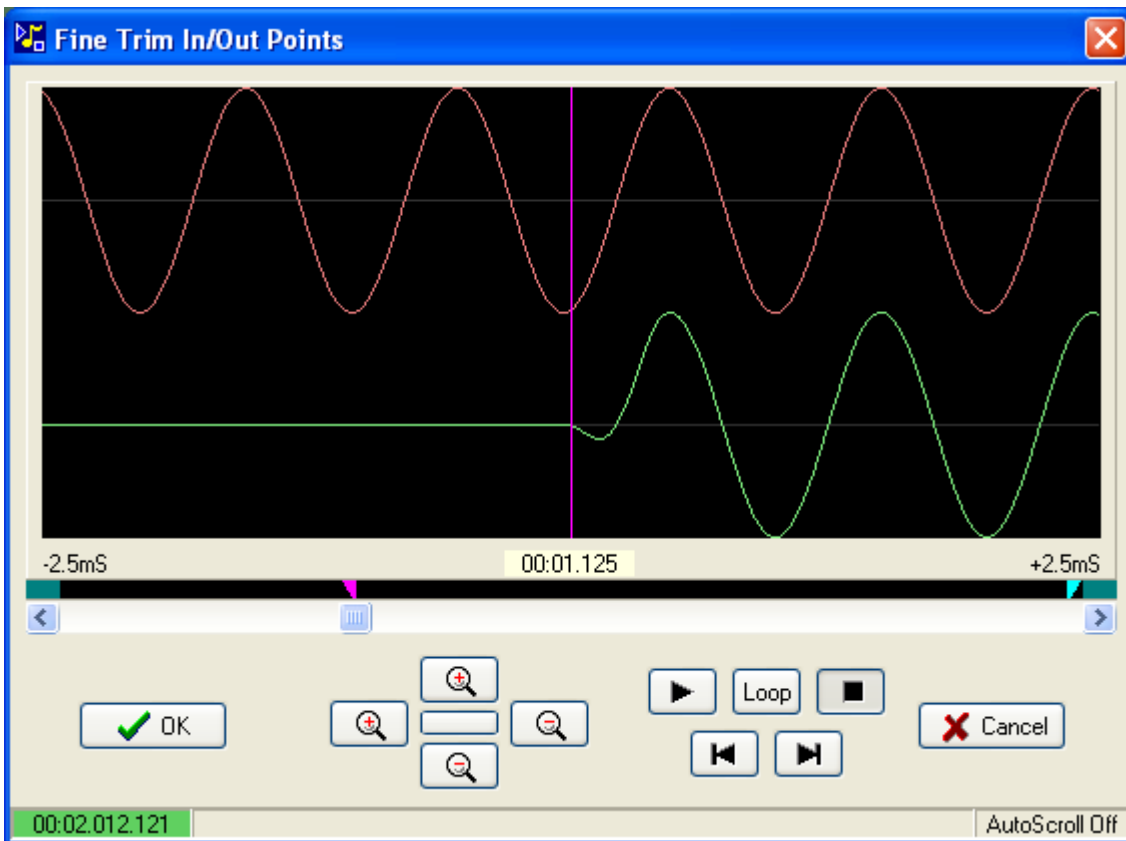 Fine Trim In/Out Points
-2.5mS 00:01.125 +2.5mS
OK
Loop
Cancel
00:02.012.121 AutoScroll Off